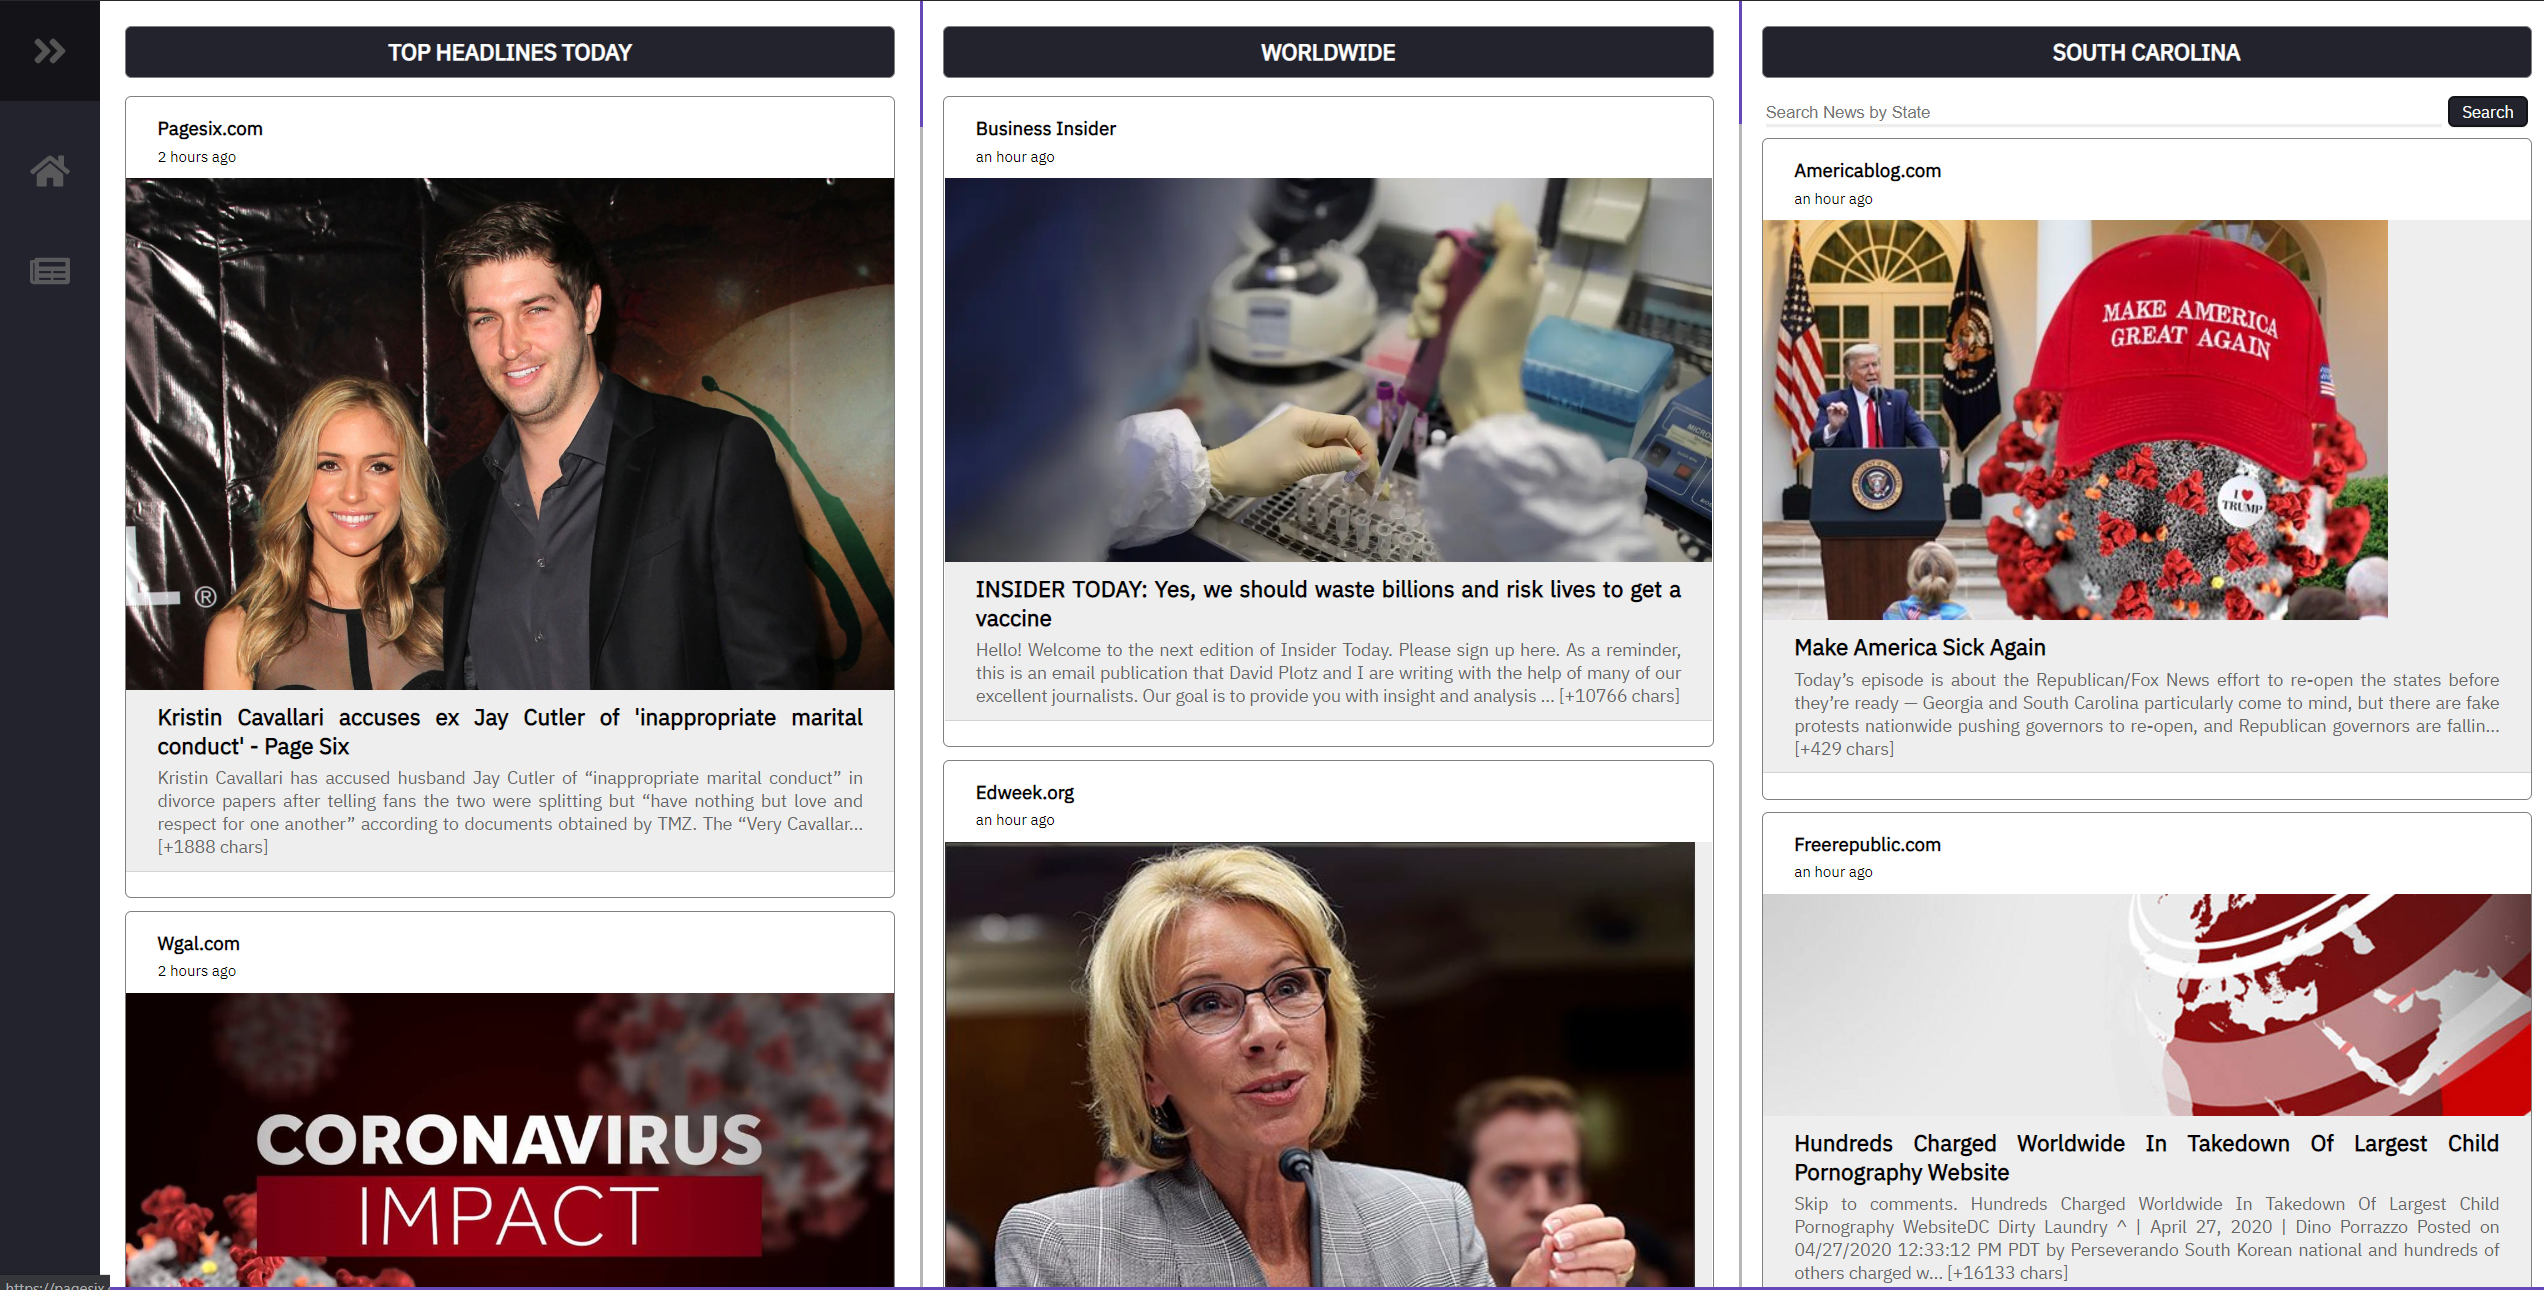 TOP HEADLINES TODAY
Pagesix.com
2 hours ago
L ®
Kristin Cavallari accuses ex Jay Cutler of 'inappropriate marital
conduct' - Page Six
Kristin Cavallari has accused husband Jay Cutler of “inappropriate marital conduct” in
divorce papers after telling fans the two were splitting but “have nothing but love and
respect for one another” according to documents obtained by TMZ. The “Very Cavallar…
[+1888 chars]
Wgal.com
2 hours ago
CORONAVIRUS
IMPACT
https://pagesix.
WORLDWIDE
Business Insider
an hour ago
INSIDER TODAY: Yes, we should waste billions and risk lives to get a
vaccine
Hello! Welcome to the next edition of Insider Today. Please sign up here. As a reminder,
this is an email publication that David Plotz and I are writing with the help of many of our
excellent journalists. Our goal is to provide you with insight and analysis … [+10766 chars]
Edweek.org
an hour ago
SOUTH CAROLINA
Search News by State
Search
Americablog.com
an hour ago
MAKE AMERICA
GREAT AGAIN
I ♥
TRUMP
Make America Sick Again
Today’s episode is about the Republican/Fox News effort to re-open the states before
they’re ready — Georgia and South Carolina particularly come to mind, but there are fake
protests nationwide pushing governors to re-open, and Republican governors are fallin…
[+429 chars]
Freerepublic.com
an hour ago
Hundreds Charged Worldwide In Takedown Of Largest Child
Pornography Website
Skip to comments. Hundreds Charged Worldwide In Takedown Of Largest Child
Pornography WebsiteDC Dirty Laundry ^ | April 27, 2020 | Dino Porrazzo Posted on
04/27/2020 12:33:12 PM PDT by Perseverando South Korean national and hundreds of
others charged w… [+16133 chars]